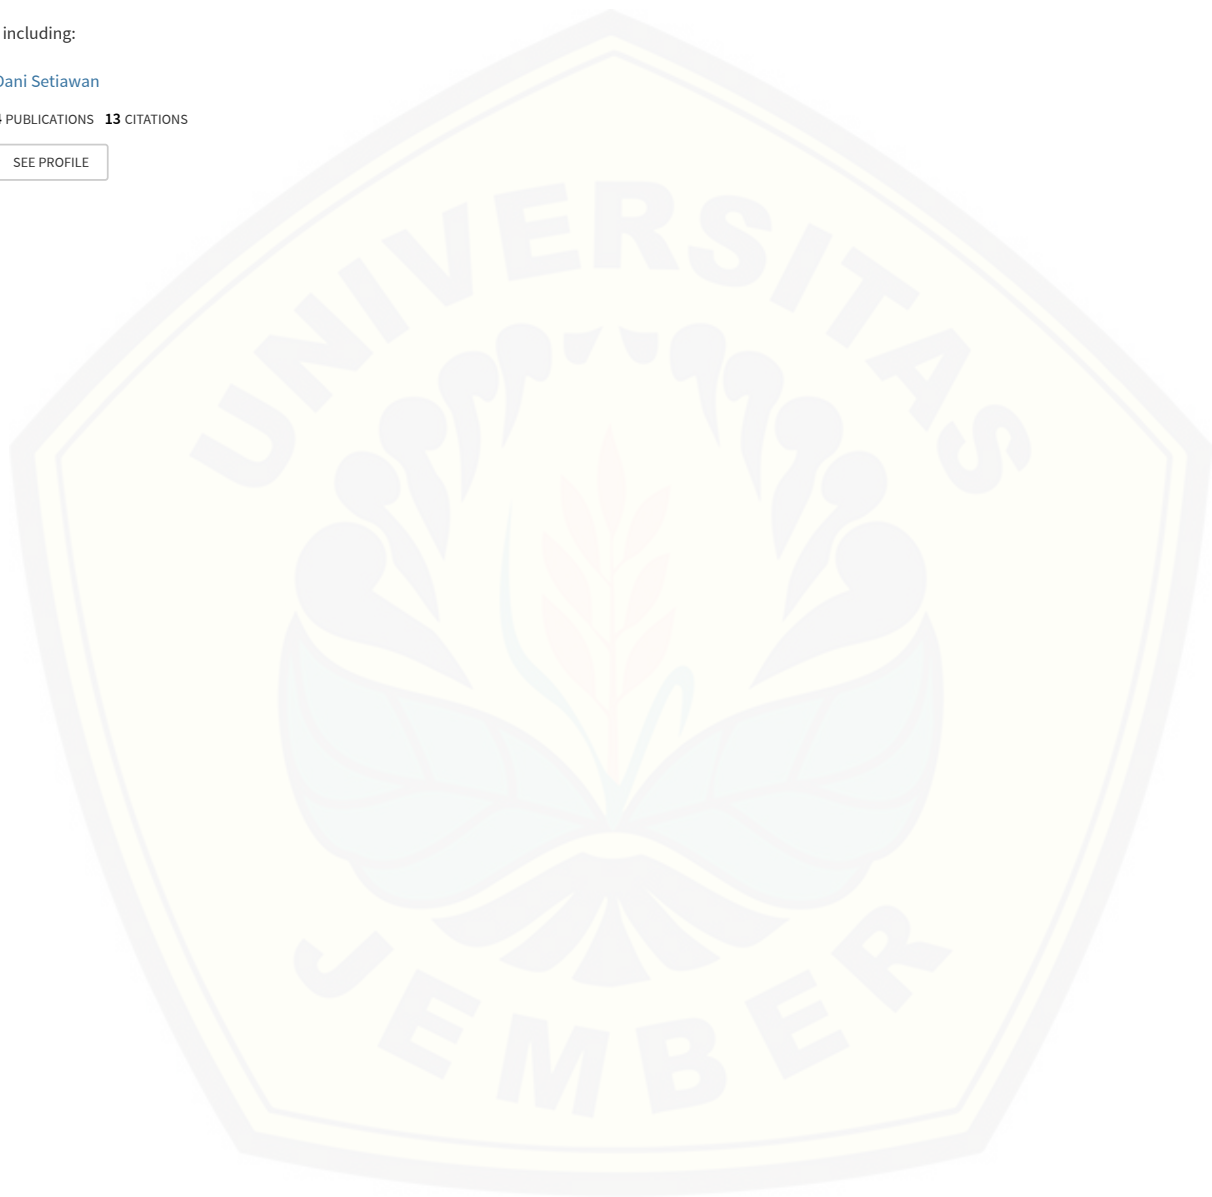 including:
Dani Setiawan
PUBLICATIONS 13 CITATIONS
SEE PROFILE
UNIVERSITAS
JEMBER